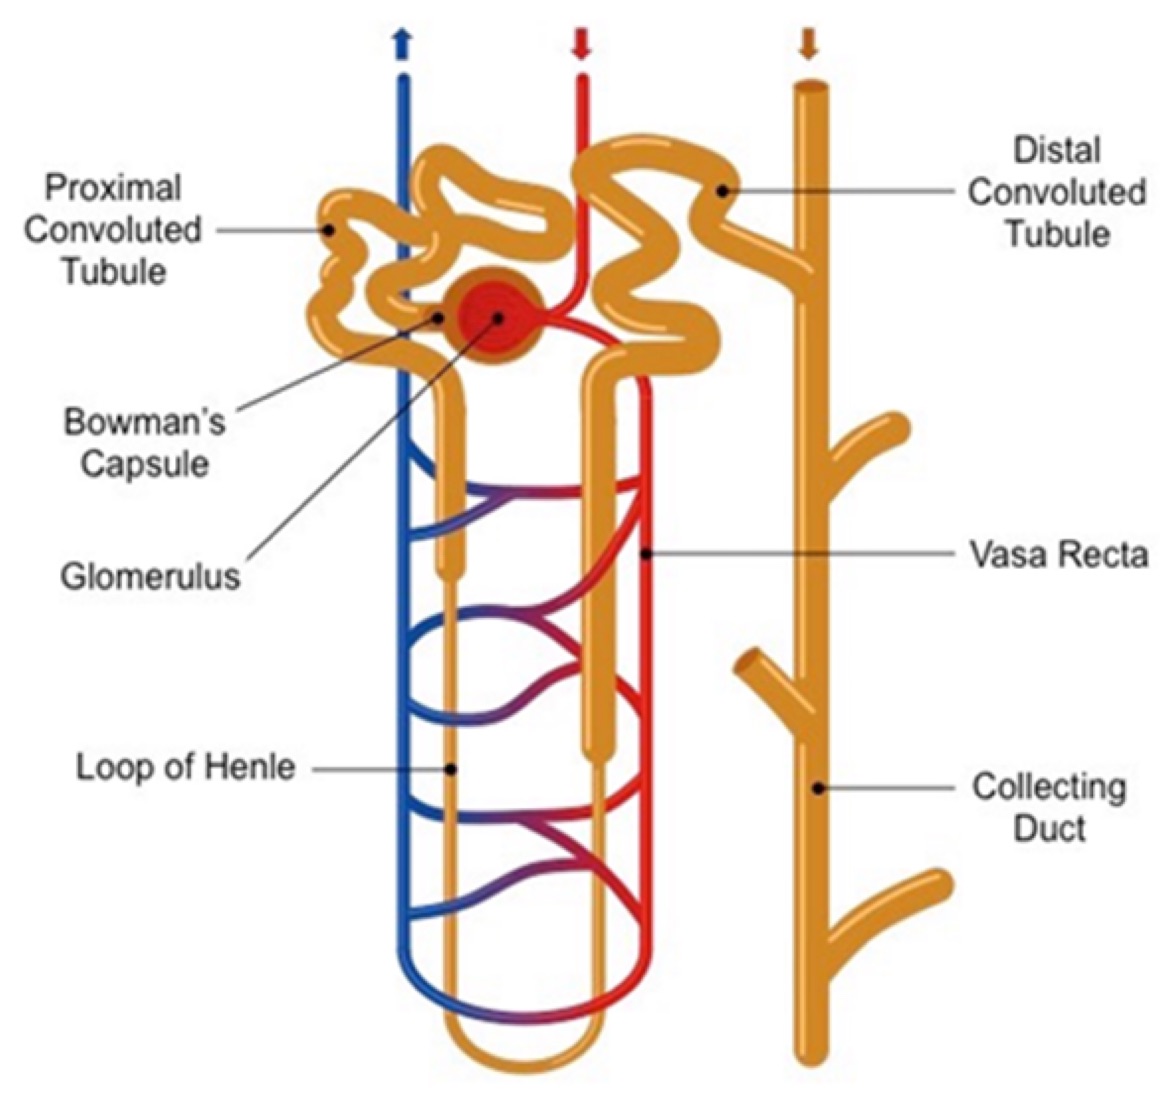 Proximal
Convoluted
Tubule
Bowman's
Capsule
Glomerulus
Loop of Henle
Distal
Convoluted
Tubule
Vasa Recta
Collecting
Duct